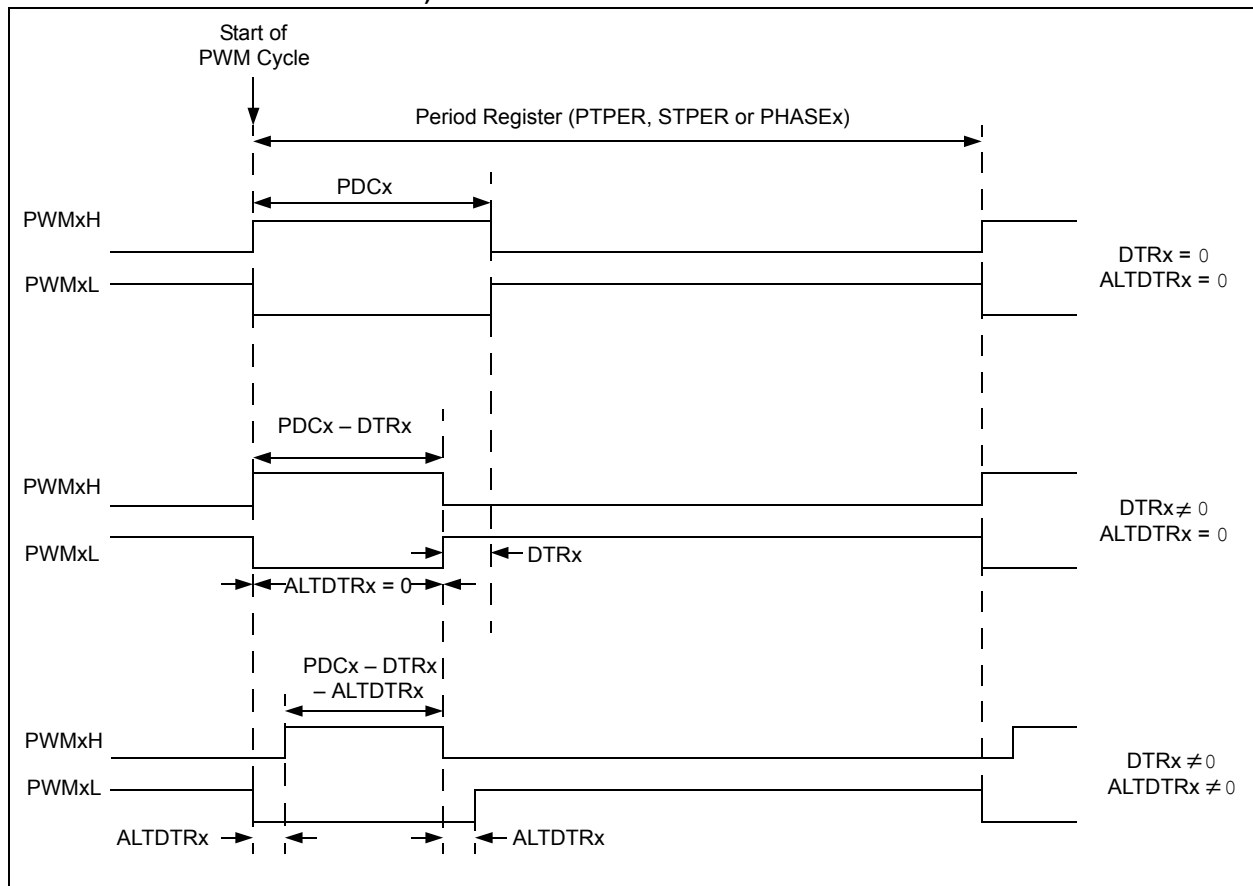 Start of
PWM Cycle
Period Register (PTPER, STPER or PHASEx)
PDCx
PWMxH
PWMxL
DTRx = 0
ALTDTRx = 0
PDCx – DTRx
PWMxH
PWMxL
DTRx
ALTDTRx = 0
DTRx ≠ 0
ALTDTRx = 0
PDCx – DTRx
– ALTDTRx
PWMxH
PWMxL
DTRx ≠ 0
ALTDTRx ≠ 0
ALTDTRx
ALTDTRx